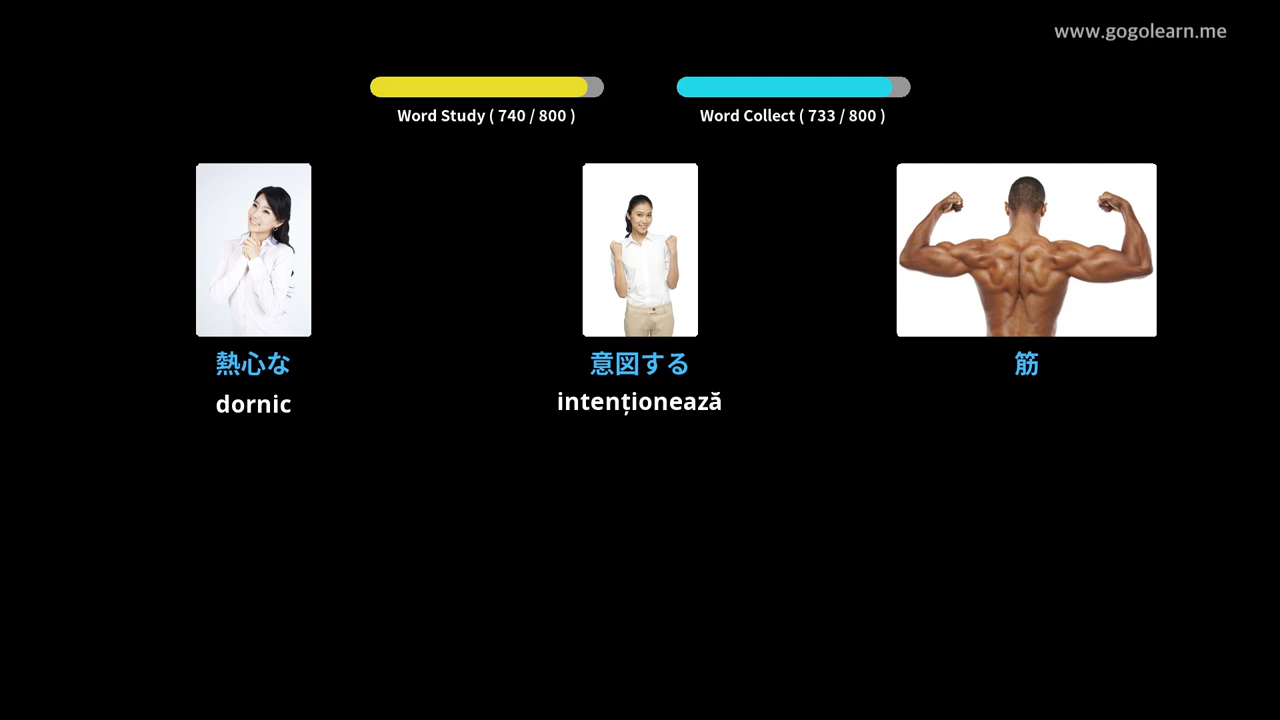 www.gogolearn.me
Word Study ( 740 / 800 )
Word Collect ( 733 / 800 )
熱心な
意図する
筋
dornic
intenționează